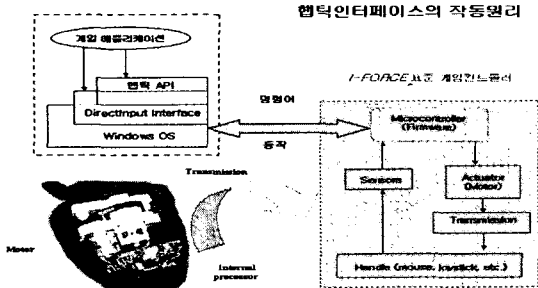 햅틱인터페이스의 작동원리
게임 애플리케이션
햅틱 API
DirectInput Interface
Windows OS
명령어
동작
I-FORCE 표준 게임컨트롤러
Microcontroller
(Firmware)
Sensors
Actuator
(Motor)
Transmission
Handle (mouse, joystick, etc.)
Transmission
Motor
Internal
processor